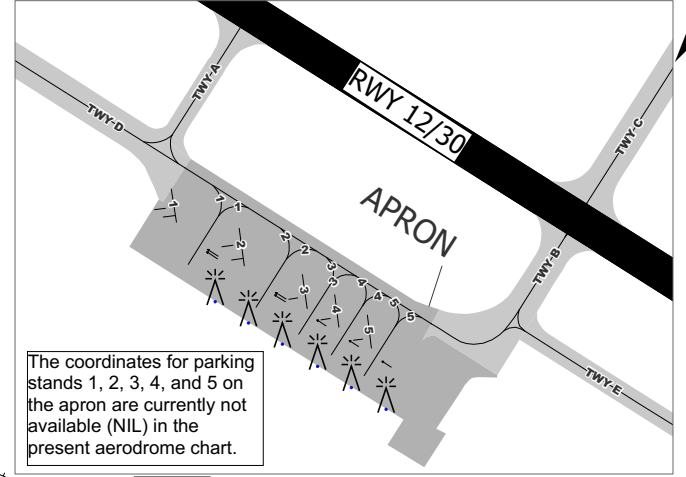 RWY 12/30
TWY-A
TWY-C
TWY-D
APRON
1
1
1
2
2
2
TWY-B
3
3
3
4
4
4
5
5
5
TWY-E
The coordinates for parking
stands 1, 2, 3, 4, and 5 on
the apron are currently not
available (NIL) in the
present aerodrome chart.